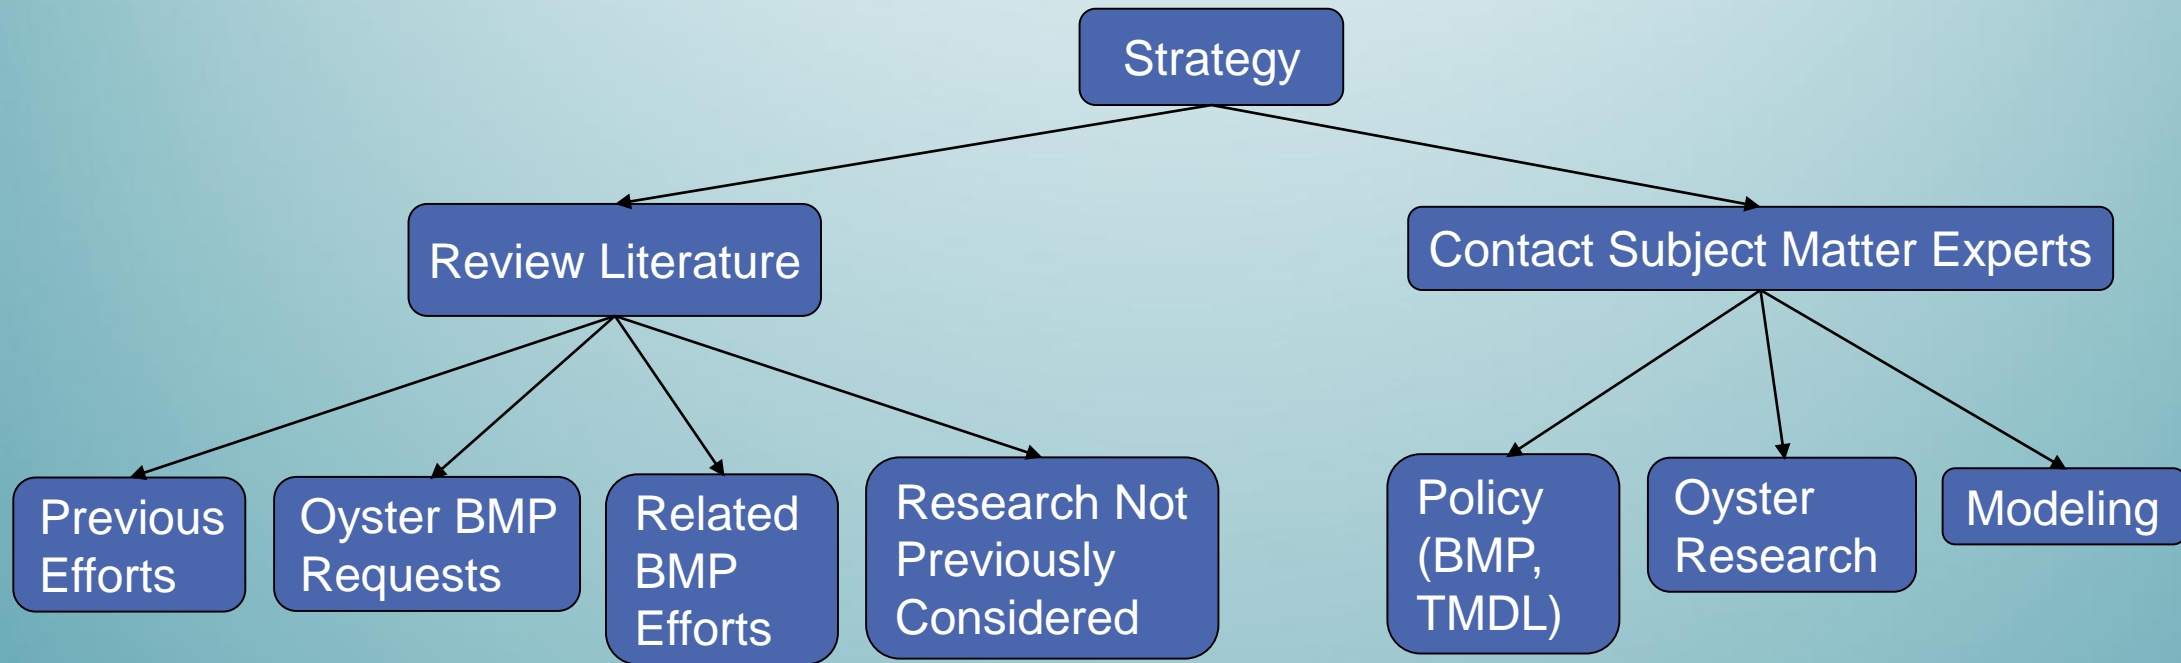 Strategy
Review Literature
Contact Subject Matter Experts
Previous
Efforts
Oyster BMP
Requests
Related
BMP
Efforts
Research Not
Previously
Considered
Policy
(BMP,
TMDL)
Oyster
Research
Modeling